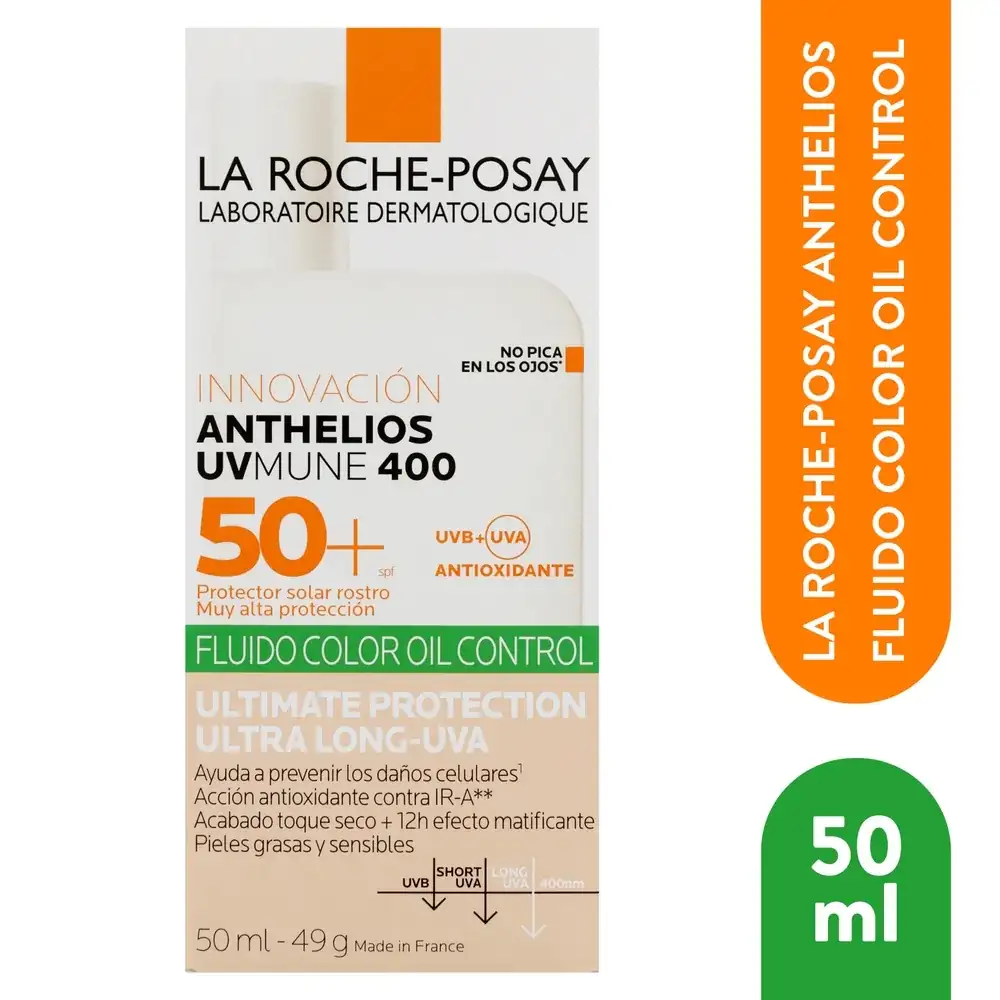 LA ROCHE-POSAY
LABORATOIRE DERMATOLOGIQUE
NO PICA
EN LOS OJOS*
INNOVACIÓN
ANTHELIOS
UVMUNE 400
50+
spf
UVB+UVA
ANTIOXIDANTE
Protector solar rostro
Muy alta protección
FLUIDO COLOR OIL CONTROL
ULTIMATE PROTECTION
ULTRA LONG-UVA
Ayuda a prevenir los daños celulares¹
Acción antioxidante contra IR-A**
Acabado toque seco + 12h efecto matificante
Pieles grasas y sensibles
UVB
SHORT
UVA
LONG
UVA
400nm
50 ml - 49 g Made in France
LA ROCHE-POSAY ANTHELIOS
FLUIDO COLOR OIL CONTROL
50
ml